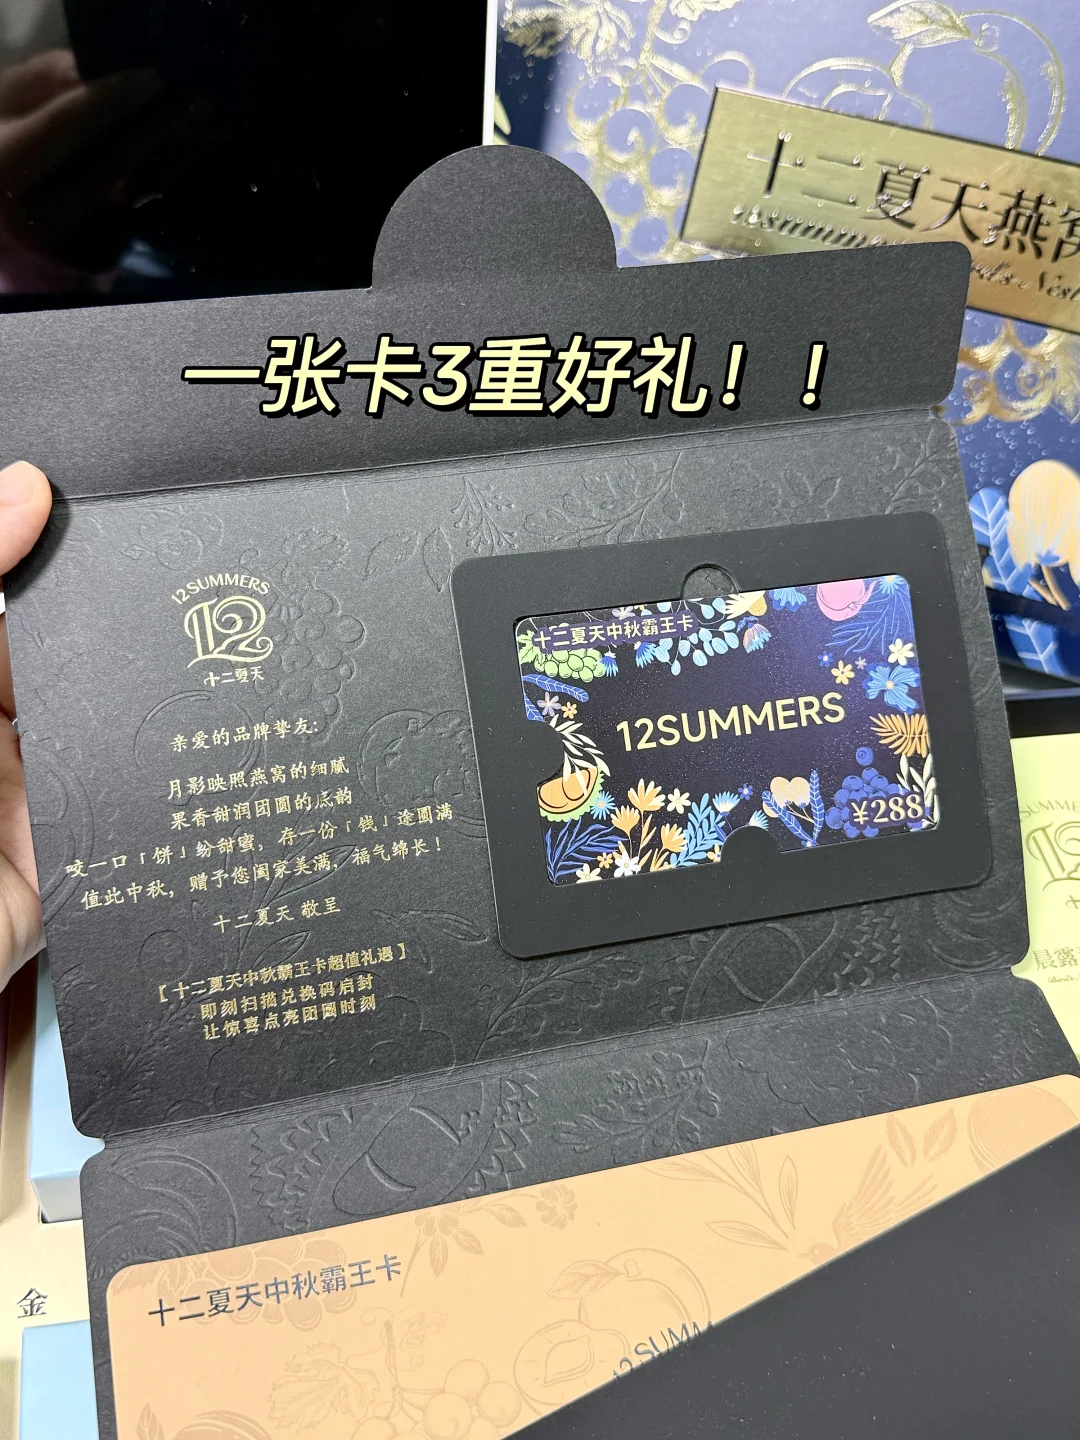 十二夏天燕窝
一张卡3重好礼！！
12SUMMERS
12
十二夏天
亲爱的品牌挚友:
月影映照燕窝的细腻
果香甜润团圆的底韵
咬一口「饼」纷甜蜜，存一份「钱」途圆满
值此中秋，赠予您阖家美满，福气绵长！
十二夏天 敬呈
【十二夏天中秋霸王卡超值礼遇】
即刻扫描兑换码启封
让惊喜点亮团圆时刻
十二夏天中秋霸王卡
12SUMMERS
¥288
晨露
金
十二夏天中秋霸王卡
12SUMM